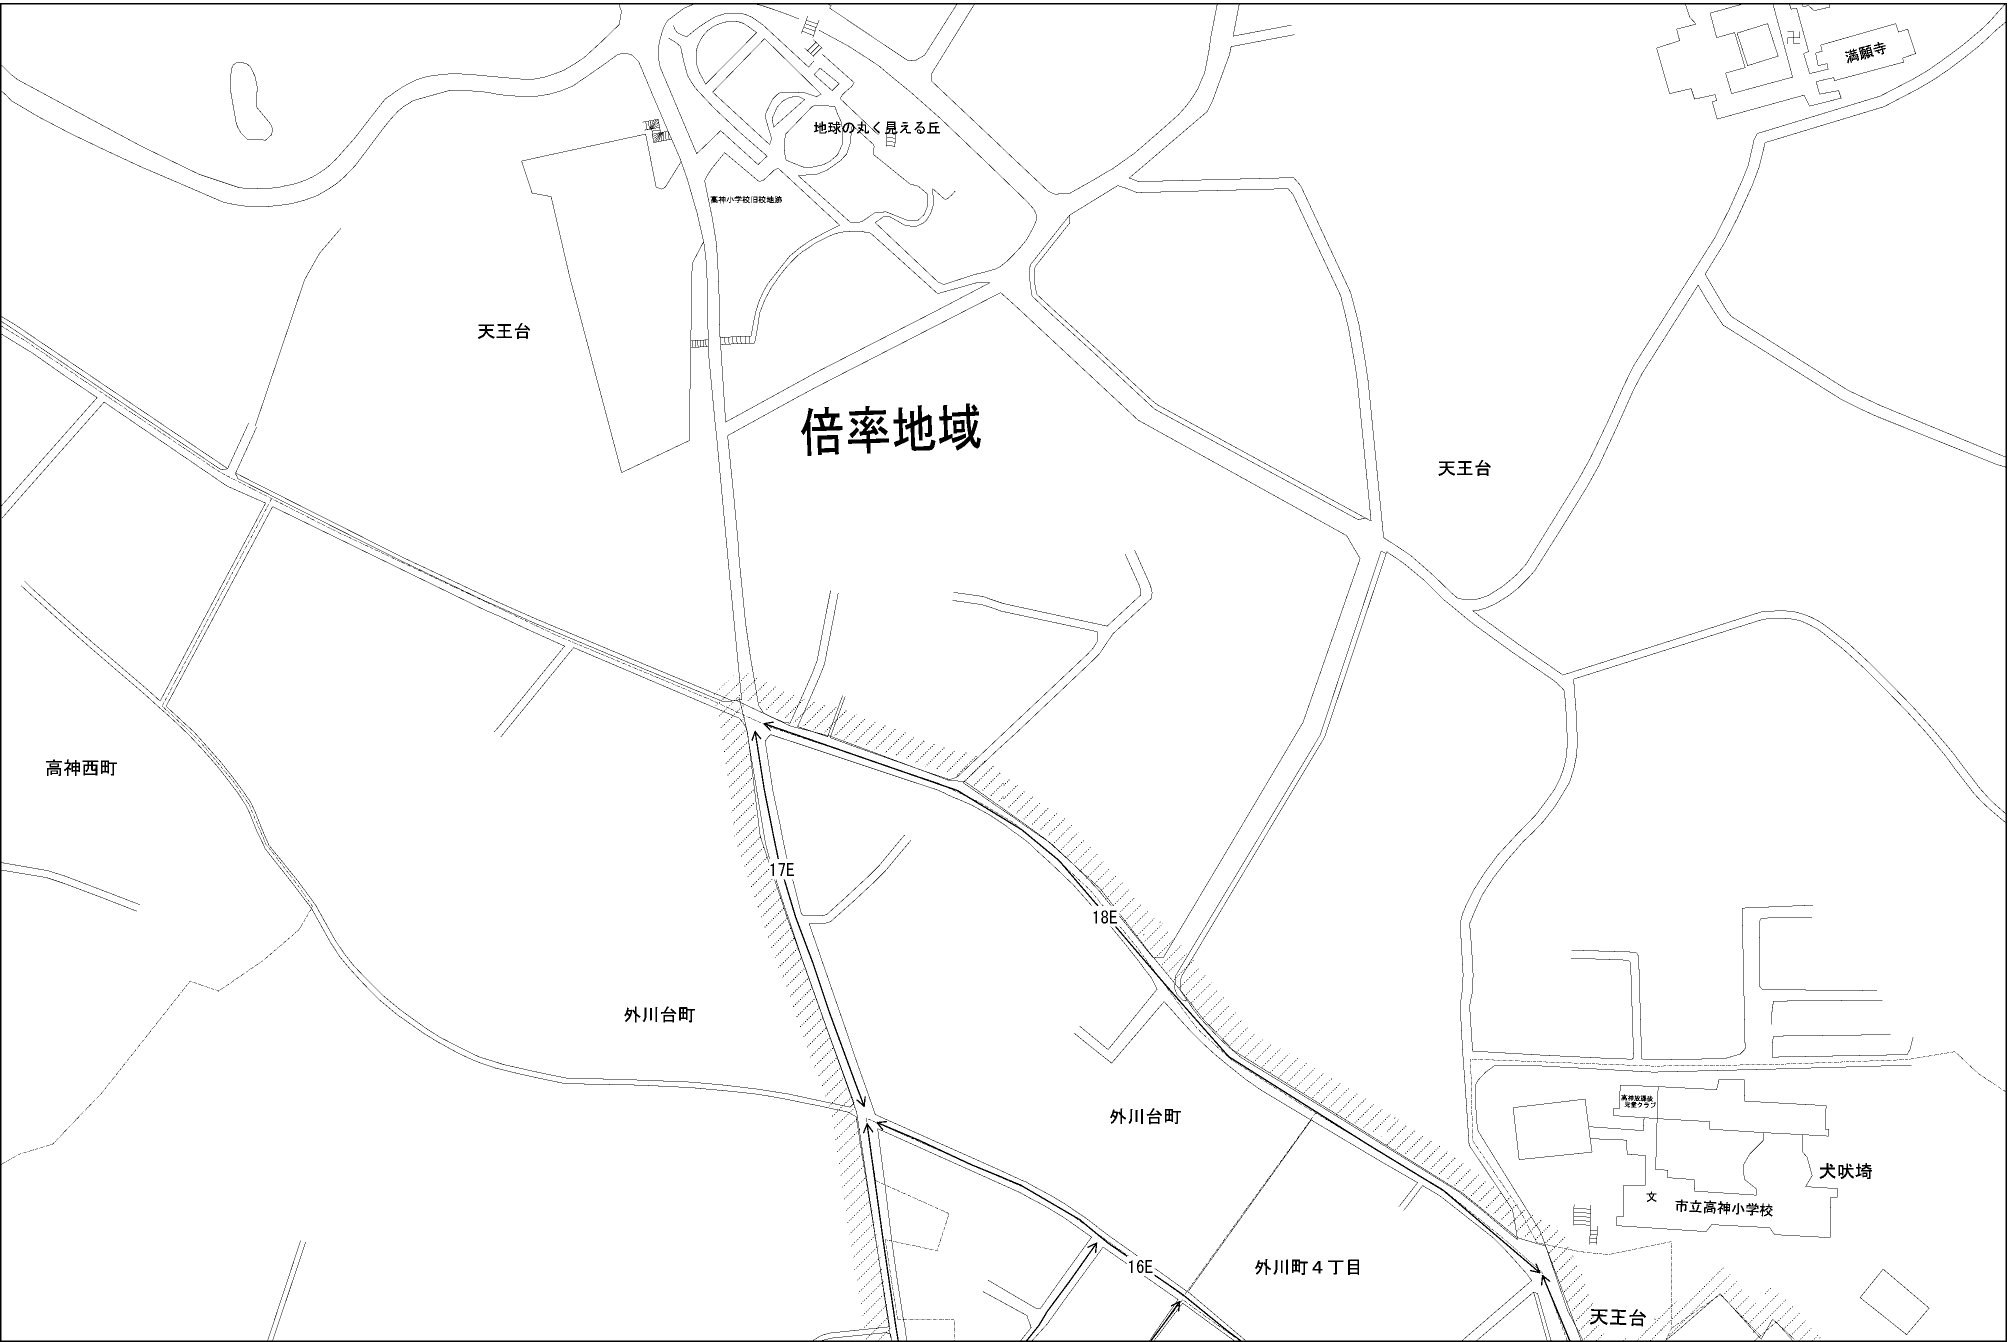 満願寺
地球の丸く見える丘
高神小学校旧校地跡
天王台
倍率地域
天王台
高神西町
17E
18E
外川台町
高神放課後
児童クラブ
外川台町
犬吠埼
文
市立高神小学校
16E
外川町４丁目
天王台